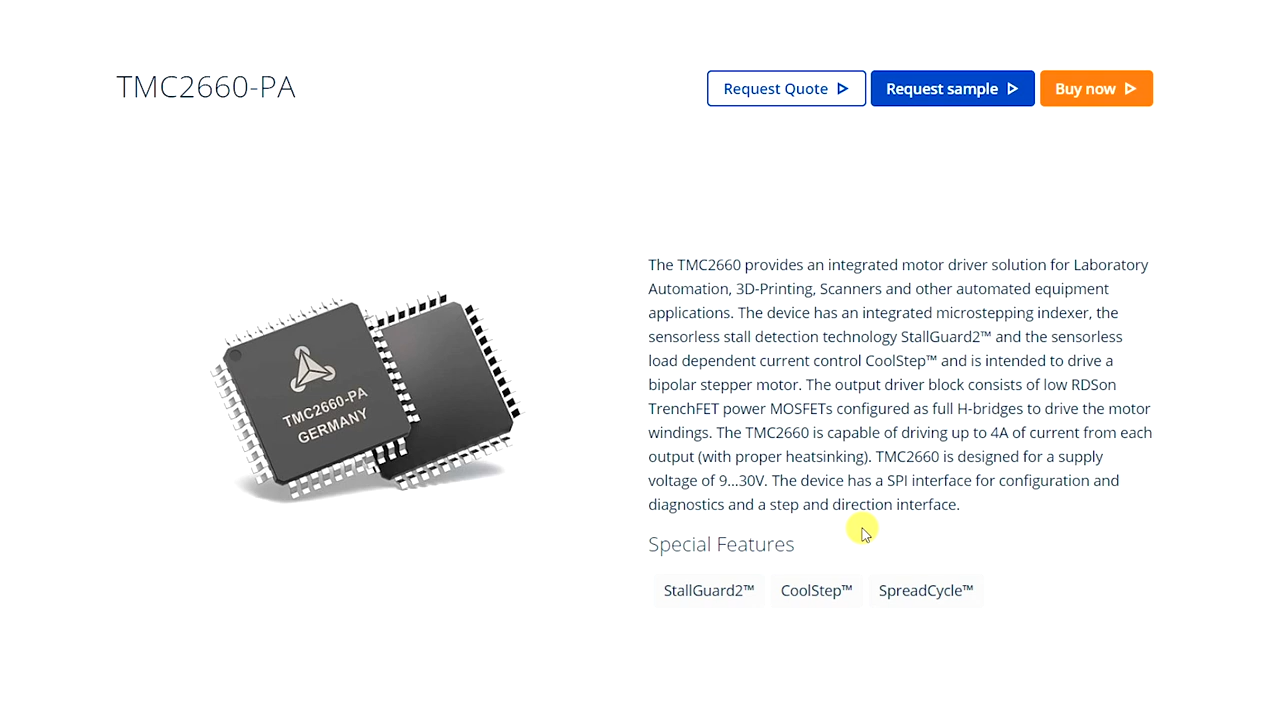 TMC2660-PA
Request Quote
Request sample
Buy now
TMC2660-PA
GERMANY
The TMC2660 provides an integrated motor driver solution for Laboratory
Automation, 3D-Printing, Scanners and other automated equipment
applications. The device has an integrated microstepping indexer, the
sensorless stall detection technology StallGuard2™ and the sensorless
load dependent current control CoolStep™ and is intended to drive a
bipolar stepper motor. The output driver block consists of low RDSon
TrenchFET power MOSFETs configured as full H-bridges to drive the motor
windings. The TMC2660 is capable of driving up to 4A of current from each
output (with proper heatsinking). TMC2660 is designed for a supply
voltage of 9...30V. The device has a SPI interface for configuration and
diagnostics and a step and direction interface.
Special Features
StallGuard2™
CoolStep™
SpreadCycle™